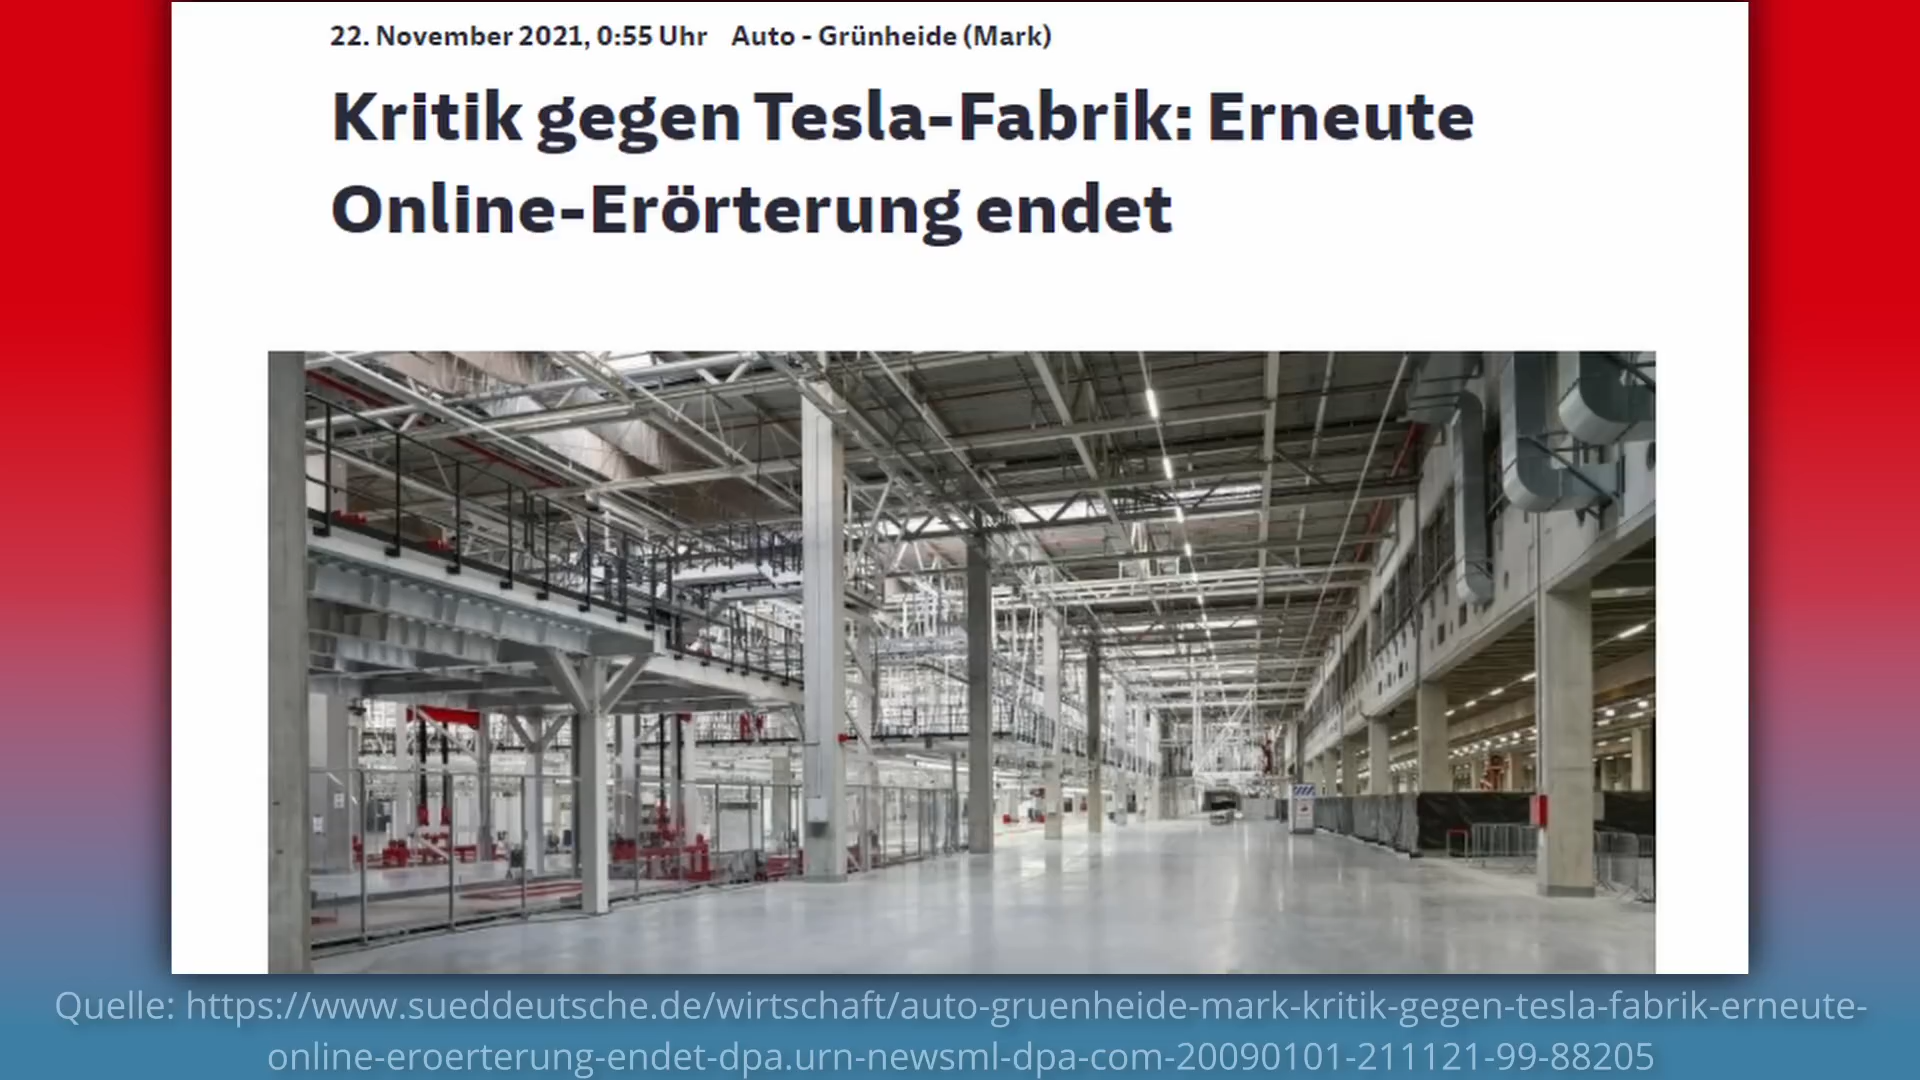 22. November 2021, 0:55 Uhr Auto - Grünheide (Mark)
Kritik gegen Tesla-Fabrik: Erneute
Online-Erörterung endet
Quelle: https://www.sueddeutsche.de/wirtschaft/auto-gruenheide-mark-kritik-gegen-tesla-fabrik-erneute-
online-eroerterung-endet-dpa.urn-newsml-dpa-com-20090101-211121-99-88205